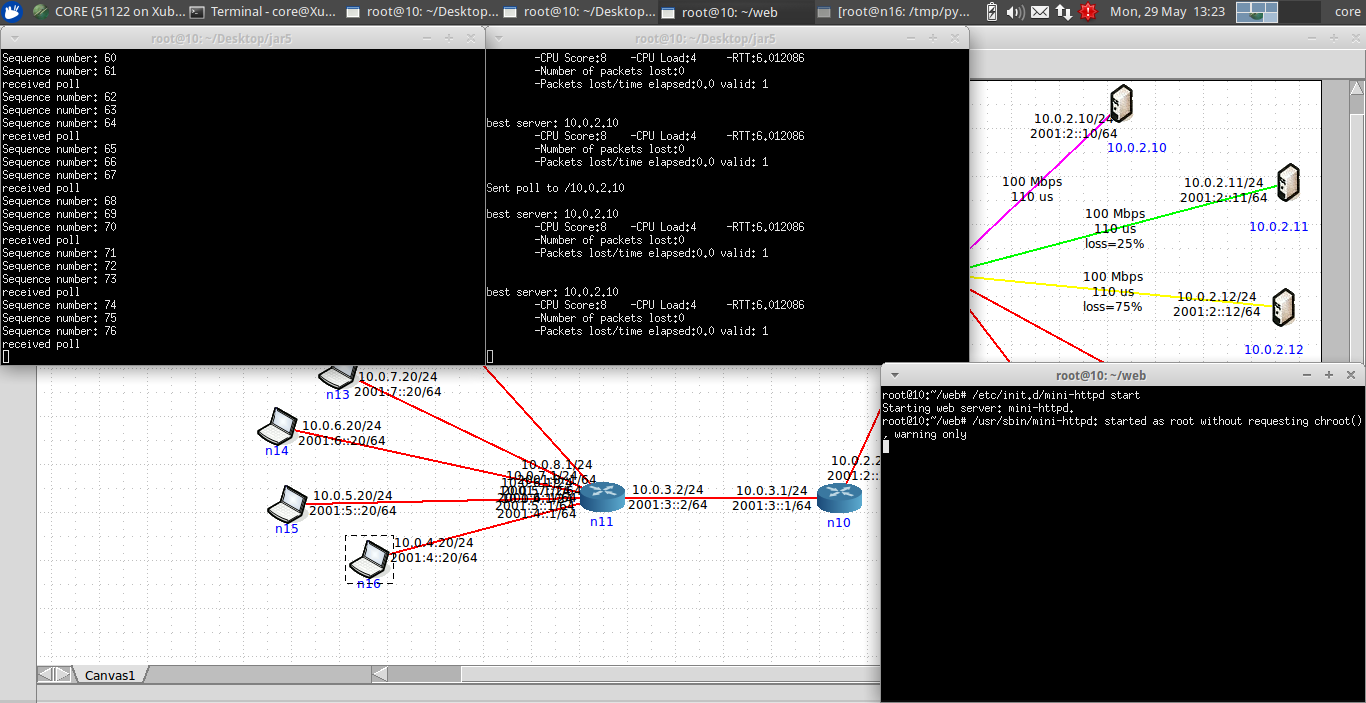 CORE (51122 on Xub...
Terminal - core@Xu...
root@10: ~/Desktop...
root@10: ~/Desktop...
root@10: ~/web
[root@n16: /tmp/py...
Mon, 29 May 13:23
core
root@10: ~/Desktop/jar5
Sequence number: 60
Sequence number: 61
received poll
Sequence number: 62
Sequence number: 63
Sequence number: 64
received poll
Sequence number: 65
Sequence number: 66
Sequence number: 67
received poll
Sequence number: 68
Sequence number: 69
Sequence number: 70
received poll
Sequence number: 71
Sequence number: 72
Sequence number: 73
received poll
Sequence number: 74
Sequence number: 75
Sequence number: 76
received poll
root@10: ~/Desktop/jar5
-CPU Score:8 -CPU Load:4 -RTT:6.012086
-Number of packets lost:0
-Packets lost/time elapsed:0.0 valid: 1
best server: 10.0.2.10
-CPU Score:8 -CPU Load:4 -RTT:6.012086
-Number of packets lost:0
-Packets lost/time elapsed:0.0 valid: 1
Sent poll to /10.0.2.10
best server: 10.0.2.10
-CPU Score:8 -CPU Load:4 -RTT:6.012086
-Number of packets lost:0
-Packets lost/time elapsed:0.0 valid: 1
best server: 10.0.2.10
-CPU Score:8 -CPU Load:4 -RTT:6.012086
-Number of packets lost:0
-Packets lost/time elapsed:0.0 valid: 1
10.0.2.10/24
2001:2::10/64
10.0.2.10
100 Mbps
110 us
10.0.2.11/24
2001:2::11/64
10.0.2.11
100 Mbps
110 us
loss=25%
100 Mbps
110 us
loss=75%
10.0.2.12/24
2001:2::12/64
10.0.2.12
10.0.7.20/24
2001:7::20/64
n13
10.0.6.20/24
2001:6::20/64
n14
10.0.5.20/24
2001:5::20/64
n15
10.0.4.20/24
2001:4::20/64
n16
10.0.8.1/24
2001:5::1/64
2001:4::1/64
n11
10.0.3.2/24
2001:3::2/64
10.0.3.1/24
2001:3::1/64
n10
10.0.2.2
2001:2::
root@10: ~/web
root@10:~/web# /etc/init.d/mini-httpd start
Starting web server: mini-httpd.
root@10:~/web# /usr/sbin/mini-httpd: started as root without requesting chroot()
, warning only
Canvas1